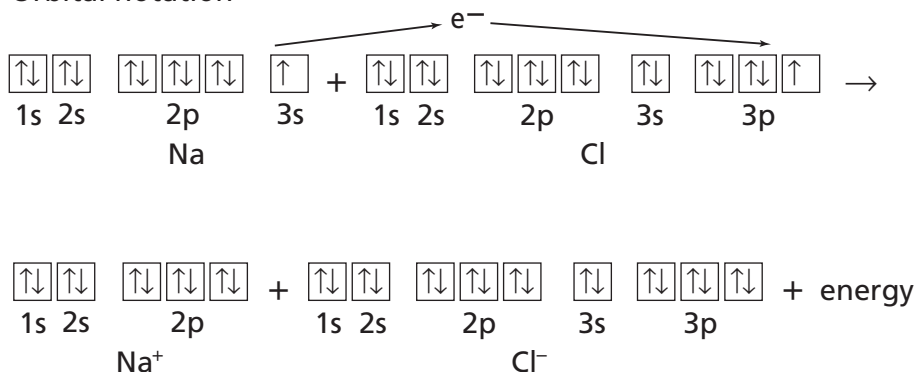 Orbital notation
e−
↑↓ ↑↓ ↑↓ ↑↓ ↑↓ ↑ + ↑↓ ↑↓ ↑↓ ↑↓ ↑↓ ↑↓ ↑↓ ↑↓ ↑ →
1s 2s 2p 3s 1s 2s 2p 3s 3p
Na Cl
↑↓ ↑↓ ↑↓ ↑↓ ↑↓ + ↑↓ ↑↓ ↑↓ ↑↓ ↑↓ ↑↓ ↑↓ ↑↓ ↑↓ + energy
1s 2s 2p 1s 2s 2p 3s 3p
Na⁺ Cl⁻